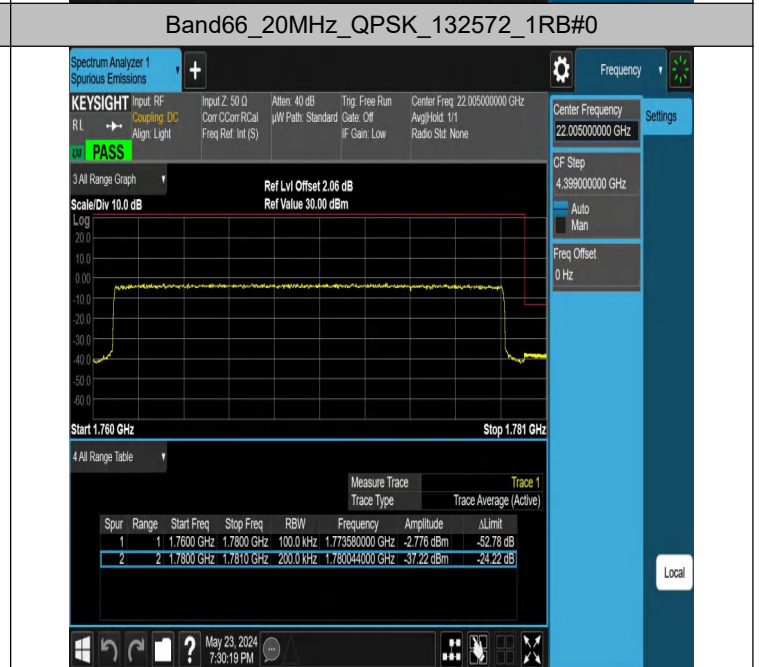 Band66_20MHz_QPSK_132572_1RB#0
Spectrum Analyzer 1
Spurious Emissions
Frequency
KEYSIGHT
Input: RF
Coupling: DC
Align: Light
Input Z: 50 Ω
Corr CCorr RCal
Freq Ref: Int (S)
Atten: 40 dB
µW Path: Standard
Trig: Free Run
Gate: Off
IF Gain: Low
Center Freq: 22.005000000 GHz
Avg|Hold: 1/1
Radio Std: None
RL
LXI
PASS
Center Frequency
22.005000000 GHz
Settings
CF Step
4.399000000 GHz
Auto
Man
Freq Offset
0 Hz
3 All Range Graph
Ref Lvl Offset 2.06 dB
Scale/Div 10.0 dB
Ref Value 30.00 dBm
Log
20.0
10.0
0.00
-10.0
-20.0
-30.0
-40.0
-50.0
-60.0
Start 1.760 GHz
Stop 1.781 GHz
4 All Range Table
Measure Trace Trace 1
Trace Type Trace Average (Active)
Spur Range Start Freq Stop Freq RBW Frequency Amplitude ΔLimit
1 1 1.7600 GHz 1.7800 GHz 100.0 kHz 1.773580000 GHz -2.776 dBm -52.78 dB
2 2 1.7800 GHz 1.7810 GHz 200.0 kHz 1.780044000 GHz -37.22 dBm -24.22 dB
Local
May 23, 2024
7:30:19 PM